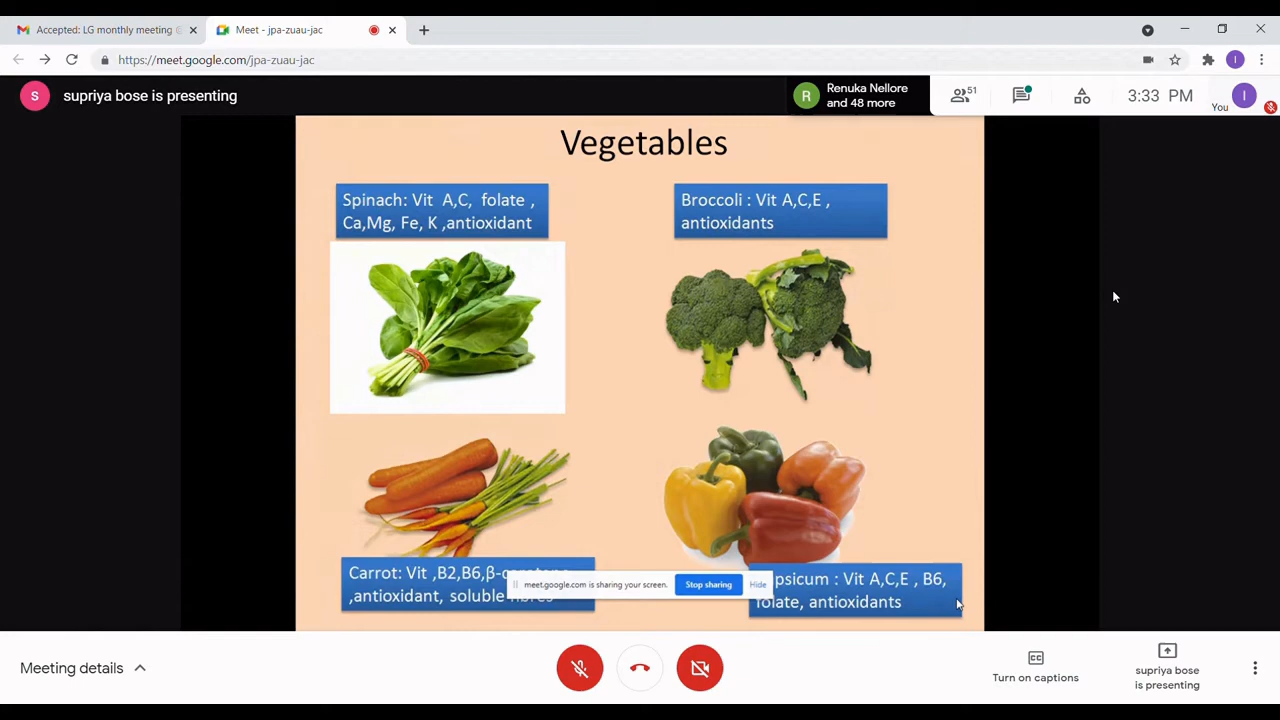 Accepted: LG monthly meeting
Meet - jpa-zuau-jac
https://meet.google.com/jpa-zuau-jac
I
S
supriya bose is presenting
R
Renuka Nellore
and 48 more
51
3:33 PM
You
I
Vegetables
Spinach: Vit A,C, folate ,
Ca,Mg, Fe, K ,antioxidant
Broccoli : Vit A,C,E ,
antioxidants
Carrot: Vit ,B2,B6,
,antioxidant, soluble
meet.google.com is sharing your screen.
Stop sharing
Hide
: Vit A,C,E , B6,
folate, antioxidants
Meeting details
CC
Turn on captions
supriya bose
is presenting